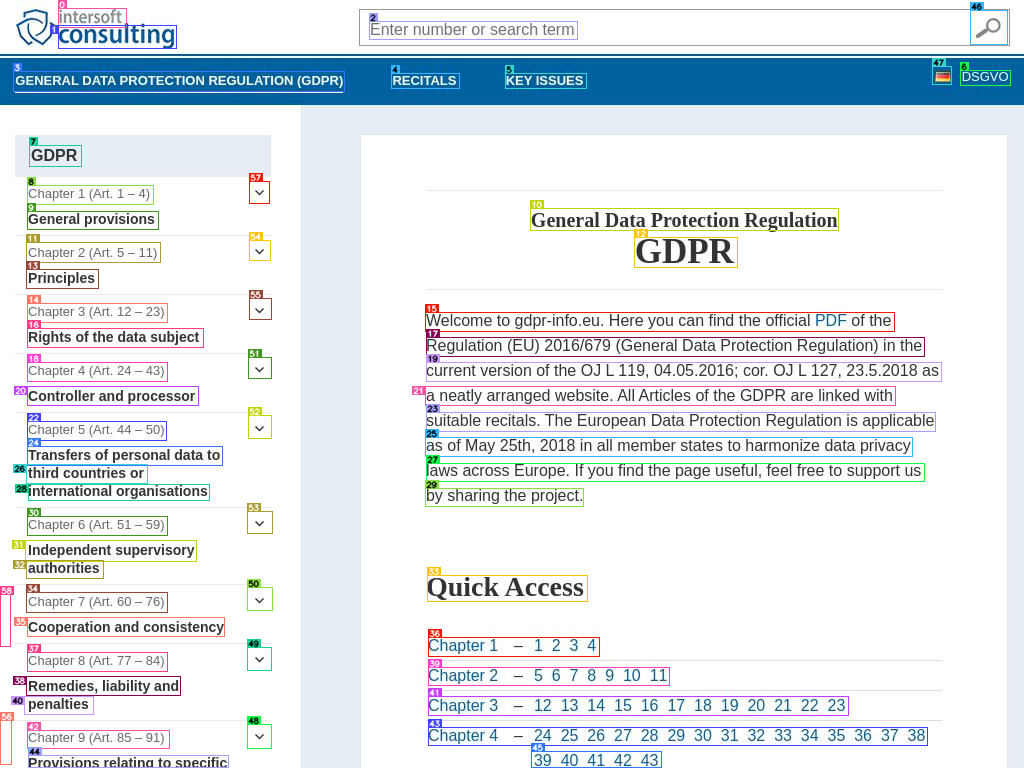 intersoft
consulting
Enter number or search term
GENERAL DATA PROTECTION REGULATION (GDPR)
RECITALS
KEY ISSUES
DSGVO
GDPR
Chapter 1 (Art. 1 – 4)
General provisions
Chapter 2 (Art. 5 – 11)
Principles
Chapter 3 (Art. 12 – 23)
Rights of the data subject
Chapter 4 (Art. 24 – 43)
Controller and processor
Chapter 5 (Art. 44 – 50)
Transfers of personal data to
third countries or
international organisations
Chapter 6 (Art. 51 – 59)
Independent supervisory
authorities
Chapter 7 (Art. 60 – 76)
Cooperation and consistency
Chapter 8 (Art. 77 – 84)
Remedies, liability and
penalties
Chapter 9 (Art. 85 – 91)
Provisions relating to specific
General Data Protection Regulation
GDPR
Welcome to gdpr-info.eu. Here you can find the official PDF of the
Regulation (EU) 2016/679 (General Data Protection Regulation) in the
current version of the OJ L 119, 04.05.2016; cor. OJ L 127, 23.5.2018 as
a neatly arranged website. All Articles of the GDPR are linked with
suitable recitals. The European Data Protection Regulation is applicable
as of May 25th, 2018 in all member states to harmonize data privacy
laws across Europe. If you find the page useful, feel free to support us
by sharing the project.
Quick Access
Chapter 1 – 1 2 3 4
Chapter 2 – 5 6 7 8 9 10 11
Chapter 3 – 12 13 14 15 16 17 18 19 20 21 22 23
Chapter 4 – 24 25 26 27 28 29 30 31 32 33 34 35 36 37 38
39 40 41 42 43